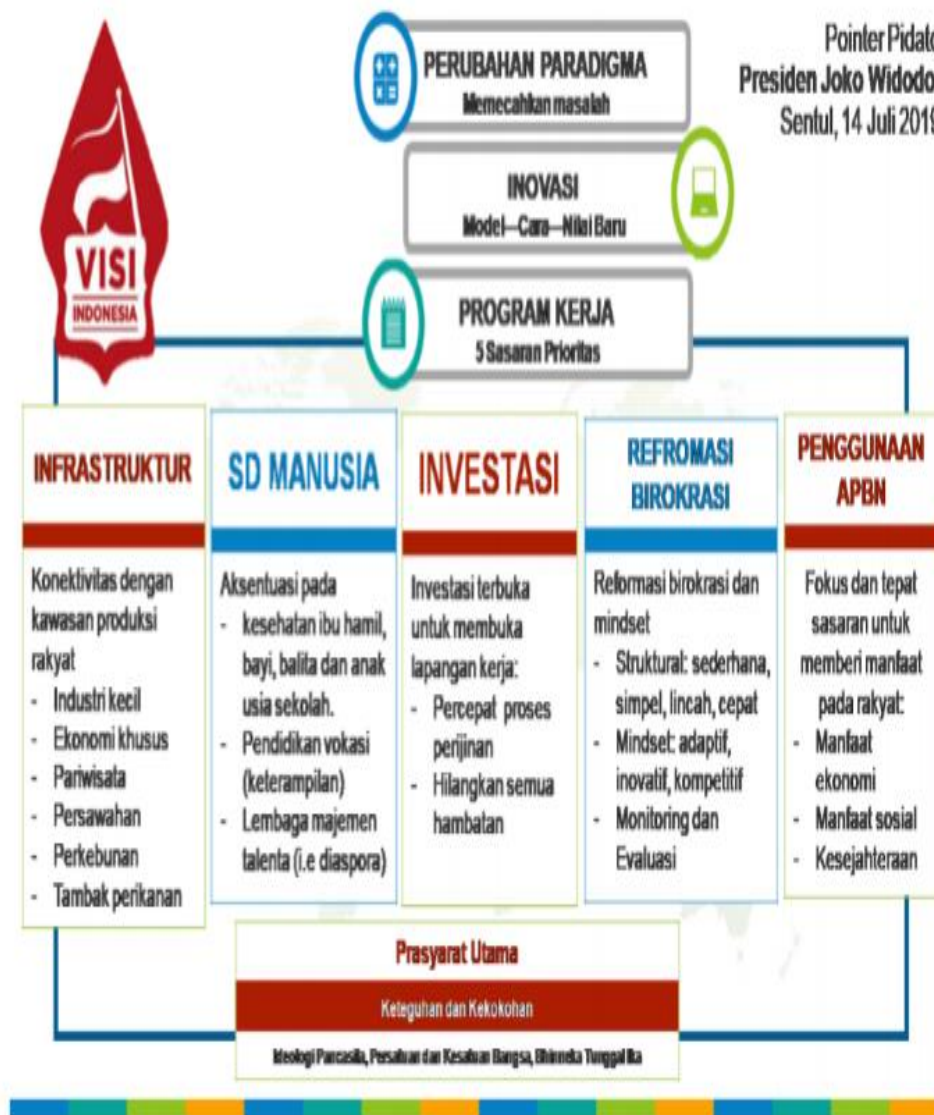 Pointer Pidato
Presiden Joko Widodo
Sentul, 14 Juli 2019
VISI
INDONESIA
PERUBAHAN PARADIGMA
Memecahkan masalah
INOVASI
Model—Cara—Nilai Baru
PROGRAM KERJA
5 Sasaran Prioritas
INFRASTRUKTUR
Konektivitas dengan
kawasan produksi
rakyat
- Industri kecil
- Ekonomi khusus
- Pariwisata
- Persawahan
- Perkebunan
- Tambak perikanan
SD MANUSIA
Aksentuasi pada
- kesehatan ibu hamil,
bayi, balita dan anak
usia sekolah.
- Pendidikan vokasi
(keterampilan)
- Lembaga majemen
talenta (i.e diaspora)
INVESTASI
Investasi terbuka
untuk membuka
lapangan kerja:
- Percepat proses
perijinan
- Hilangkan semua
hambatan
REFROMASI
BIROKRASI
Reformasi birokrasi dan
mindset
- Struktural: sederhana,
simpel, lincah, cepat
- Mindset: adaptif,
inovatif, kompetitif
- Monitoring dan
Evaluasi
PENGGUNAAN
APBN
Fokus dan tepat
sasaran untuk
memberi manfaat
pada rakyat:
- Manfaat
ekonomi
- Manfaat sosial
- Kesejahteraan
Prasyarat Utama
Keteguhan dan Kekokohan
Ideologi Pancasila, Persatuan dan Kesatuan Bangsa, Bhinneka Tunggal Ika